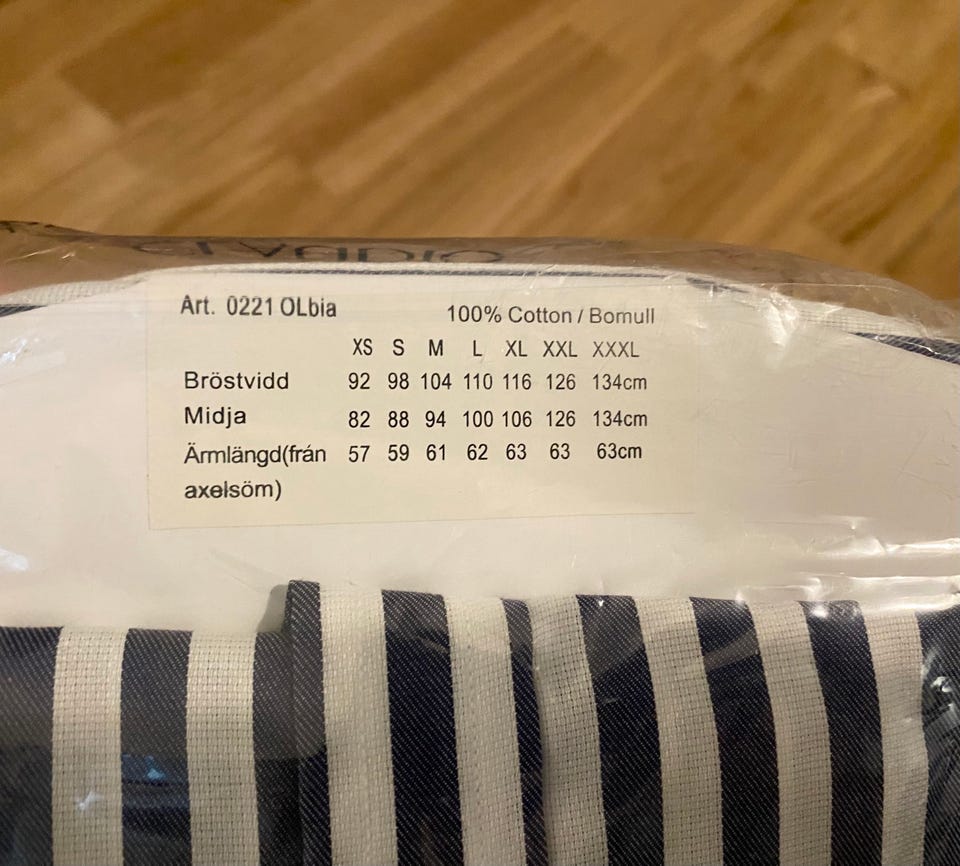 Art. 0221 OLbia 100% Cotton / Bomull
XS S M L XL XXL XXXL
Bröstvidd 92 98 104 110 116 126 134cm
Midja 82 88 94 100 106 126 134cm
Ärmlängd(från 57 59 61 62 63 63 63cm
axelsöm)